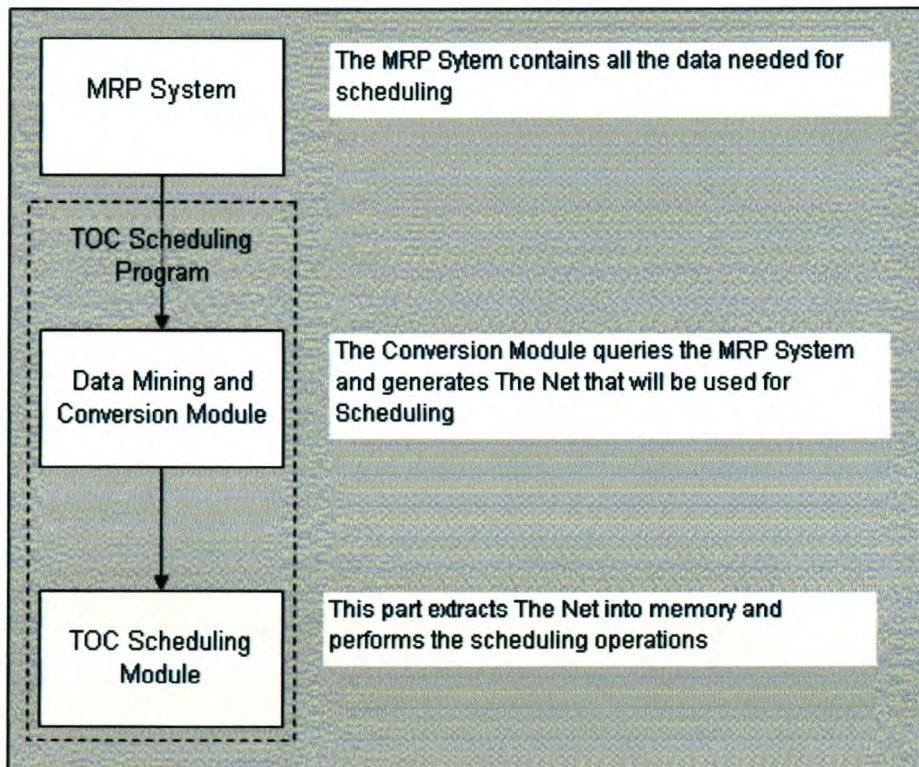 MRP System
The MRP Sytem contains all the data needed for
scheduling
TOC Scheduling
Program
Data Mining and
Conversion Module
The Conversion Module queries the MRP System
and generates The Net that will be used for
Scheduling
TOC Scheduling
Module
This part extracts The Net into memory and
performs the scheduling operations